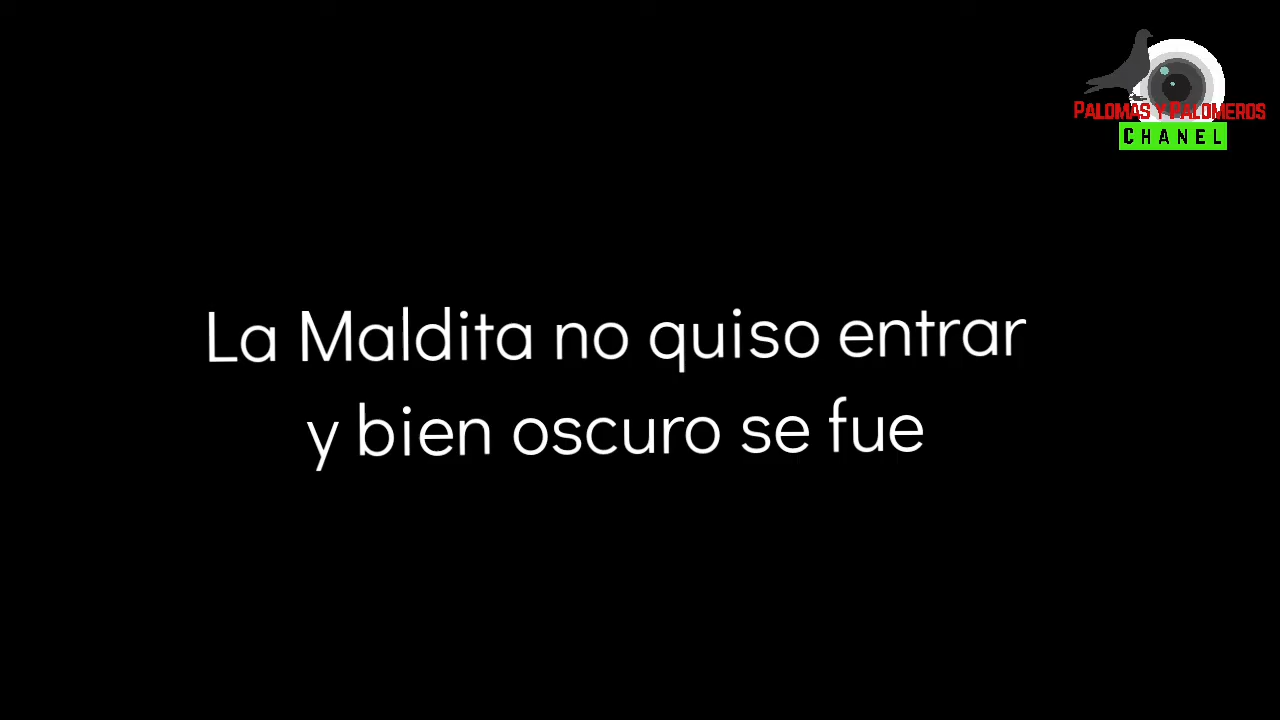 PALOMAS Y PALOMEROS
CHANEL
La Maldita no quiso entrar
y bien oscuro se fue